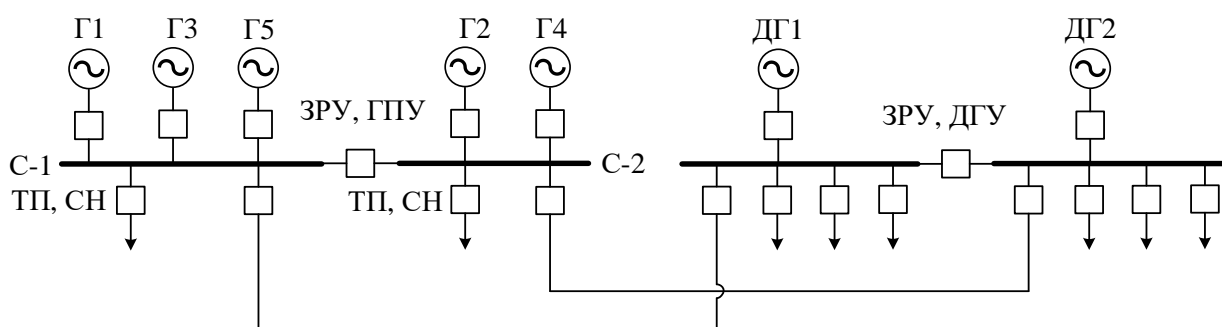 Г1
Г3
Г5
Г2
Г4
ДГ1
ДГ2
ЗРУ, ГПУ
ЗРУ, ДГУ
С-1
С-2
ТП, СН
ТП, СН